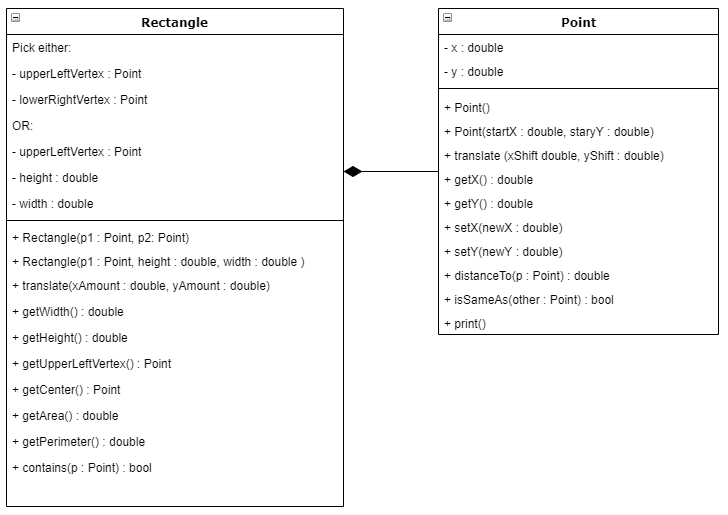 Rectangle
Pick either:
- upperLeftVertex : Point
- lowerRightVertex : Point
OR:
- upperLeftVertex : Point
- height : double
- width : double
+ Rectangle(p1 : Point, p2: Point)
+ Rectangle(p1 : Point, height : double, width : double )
+ translate(xAmount : double, yAmount : double)
+ getWidth() : double
+ getHeight() : double
+ getUpperLeftVertex() : Point
+ getCenter() : Point
+ getArea() : double
+ getPerimeter() : double
+ contains(p : Point) : bool
Point
- x : double
- y : double
+ Point()
+ Point(startX : double, staryY : double)
+ translate (xShift double, yShift : double)
+ getX() : double
+ getY() : double
+ setX(newX : double)
+ setY(newY : double)
+ distanceTo(p : Point) : double
+ isSameAs(other : Point) : bool
+ print()